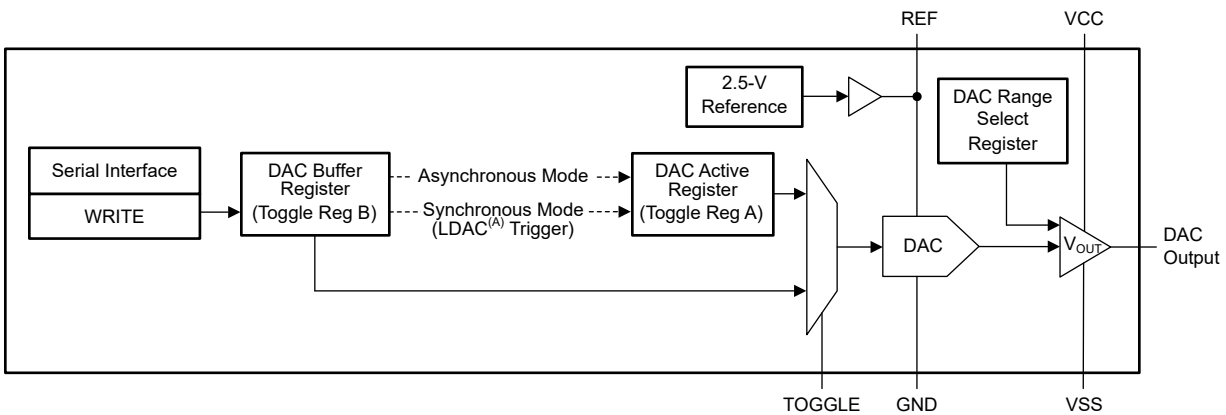 REF
VCC
2.5-V
Reference
DAC Range
Select
Register
Serial Interface
WRITE
DAC Buffer
Register
(Toggle Reg B)
Asynchronous Mode
Synchronous Mode
(LDAC(A) Trigger)
DAC Active
Register
(Toggle Reg A)
DAC
VOUT
DAC
Output
TOGGLE
GND
VSS